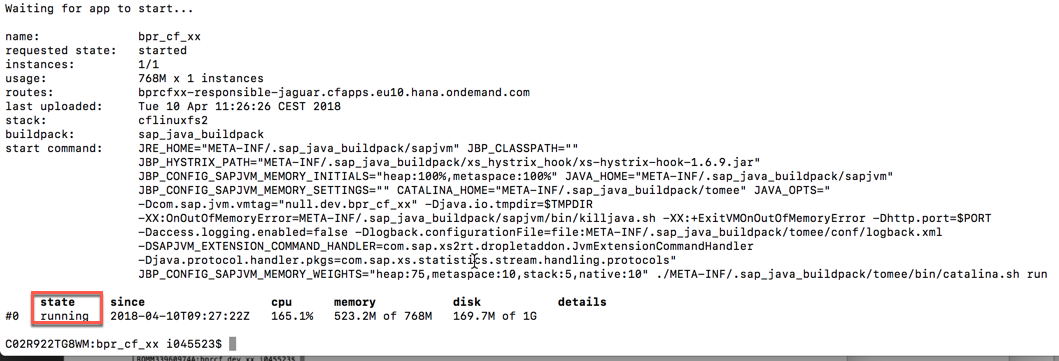 Waiting for app to start...
name: bpr_cf_xx
requested state: started
instances: 1/1
usage: 768M x 1 instances
routes: bprcfxx-responsible-jaguar.cfapps.eu10.hana.ondemand.com
last uploaded: Tue 10 Apr 11:26:26 CEST 2018
stack: cflinuxfs2
buildpack: sap_java_buildpack
start command: JRE_HOME="META-INF/.sap_java_buildpack/sapjvm" JBP_CLASSPATH=""
JBP_HYSTRIX_PATH="META-INF/.sap_java_buildpack/xs_hystrix_hook/xs-hystrix-hook-1.6.9.jar"
JBP_CONFIG_SAPJVM_MEMORY_INITIALS="heap:100%,metaspace:100%" JAVA_HOME="META-INF/.sap_java_buildpack/sapjvm"
JBP_CONFIG_SAPJVM_MEMORY_SETTINGS="" CATALINA_HOME="META-INF/.sap_java_buildpack/tomee" JAVA_OPTS="
-Dcom.sap.jvm.vmtag="null.dev.bpr_cf_xx" -Djava.io.tmpdir=$TMPDIR
-XX:OnOutOfMemoryError=META-INF/.sap_java_buildpack/sapjvm/bin/killjava.sh -XX:+ExitVMOnOutOfMemoryError -Dhttp.port=$PORT
-Daccess.logging.enabled=false -Dlogback.configurationFile=file:META-INF/.sap_java_buildpack/tomee/conf/logback.xml
-DSAPJVM_EXTENSION_COMMAND_HANDLER=com.sap.xs2rt.dropletaddon.JvmExtensionCommandHandler
-Djava.protocol.handler.pkgs=com.sap.xs.statistics.stream.handling.protocols"
JBP_CONFIG_SAPJVM_MEMORY_WEIGHTS="heap:75,metaspace:10,stack:5,native:10" ./META-INF/.sap_java_buildpack/tomee/bin/catalina.sh run
state since cpu memory disk details
#0 running 2018-04-10T09:27:22Z 165.1% 523.2M of 768M 169.7M of 1G
C02R922TG8WM:bpr_cf_xx i045523$